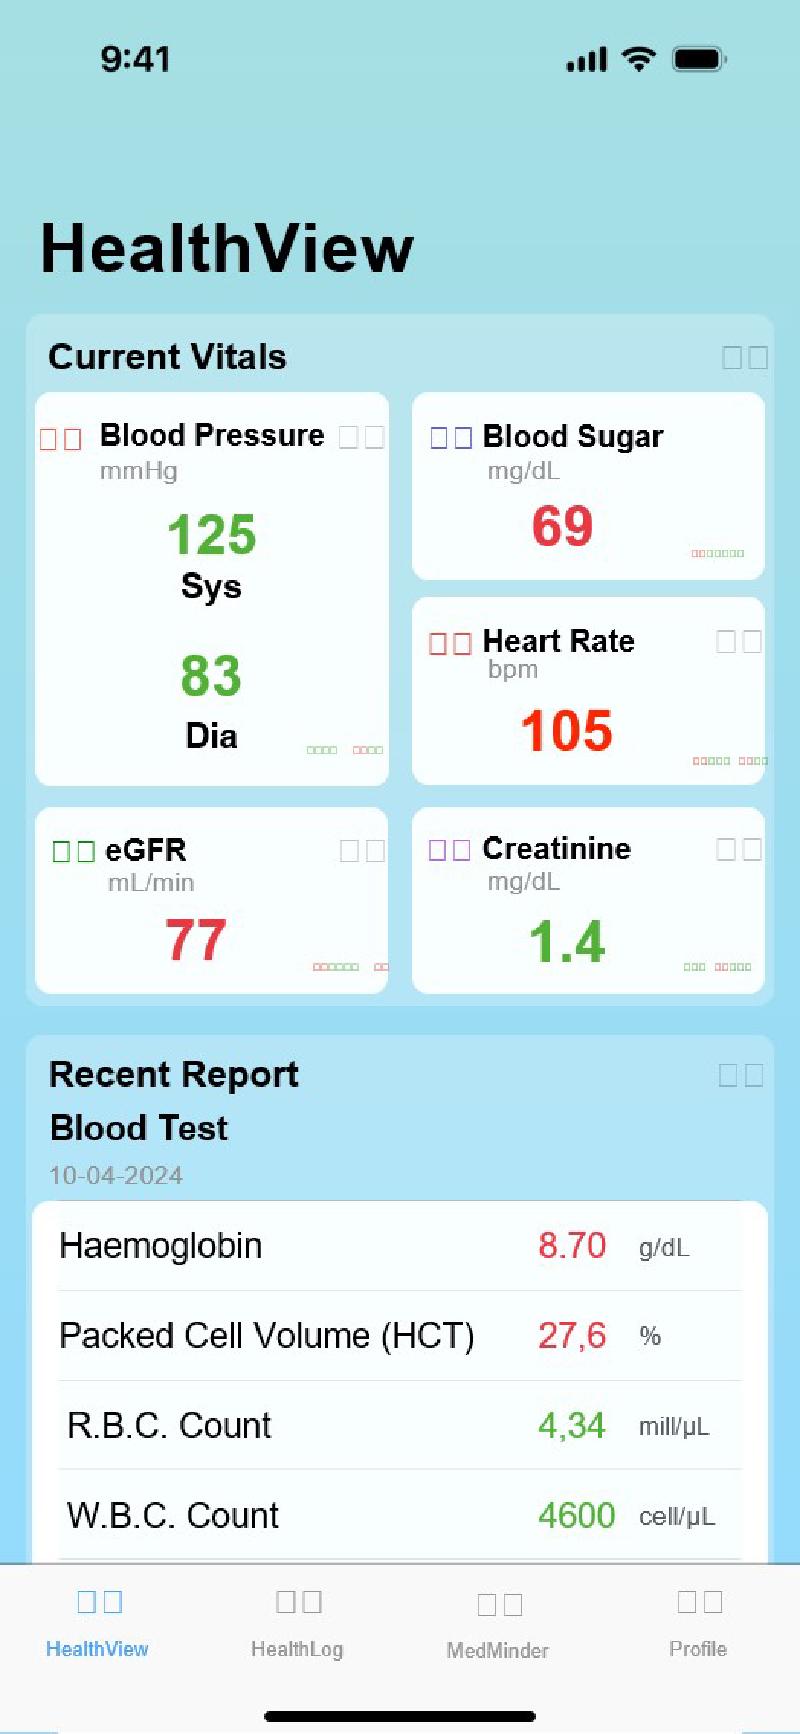 9:41
HealthView
Current Vitals
Blood Pressure
mmHg
125
Sys
83
Dia
Blood Sugar
mg/dL
69
Heart Rate
bpm
105
eGFR
mL/min
77
Creatinine
mg/dL
1.4
Recent Report
Blood Test
10-04-2024
Haemoglobin 8.70 g/dL
Packed Cell Volume (HCT) 27,6 %
R.B.C. Count 4,34 mill/µL
W.B.C. Count 4600 cell/µL
HealthView HealthLog MedMinder Profile